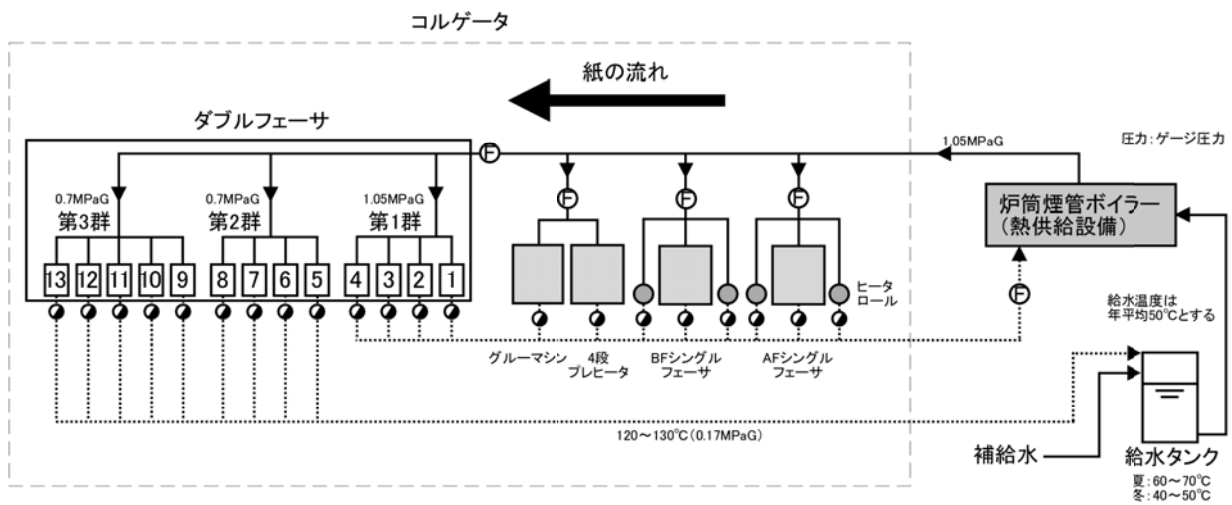 コルゲータ
紙の流れ
ダブルフェーサ
F
1.05MPaG
圧力:ゲージ圧力
0.7MPaG
第3群
0.7MPaG
第2群
1.05MPaG
第1群
F
F
F
炉筒煙管ボイラー
(熱供給設備)
13 12 11 10 9 8 7 6 5 4 3 2 1
ヒータ
ロール
F
給水温度は
年平均50℃とする
グルーマシン
4段
プレヒータ
BFシングル
フェーサ
AFシングル
フェーサ
120~130℃(0.17MPaG)
補給水
給水タンク
夏:60~70℃
冬:40~50℃